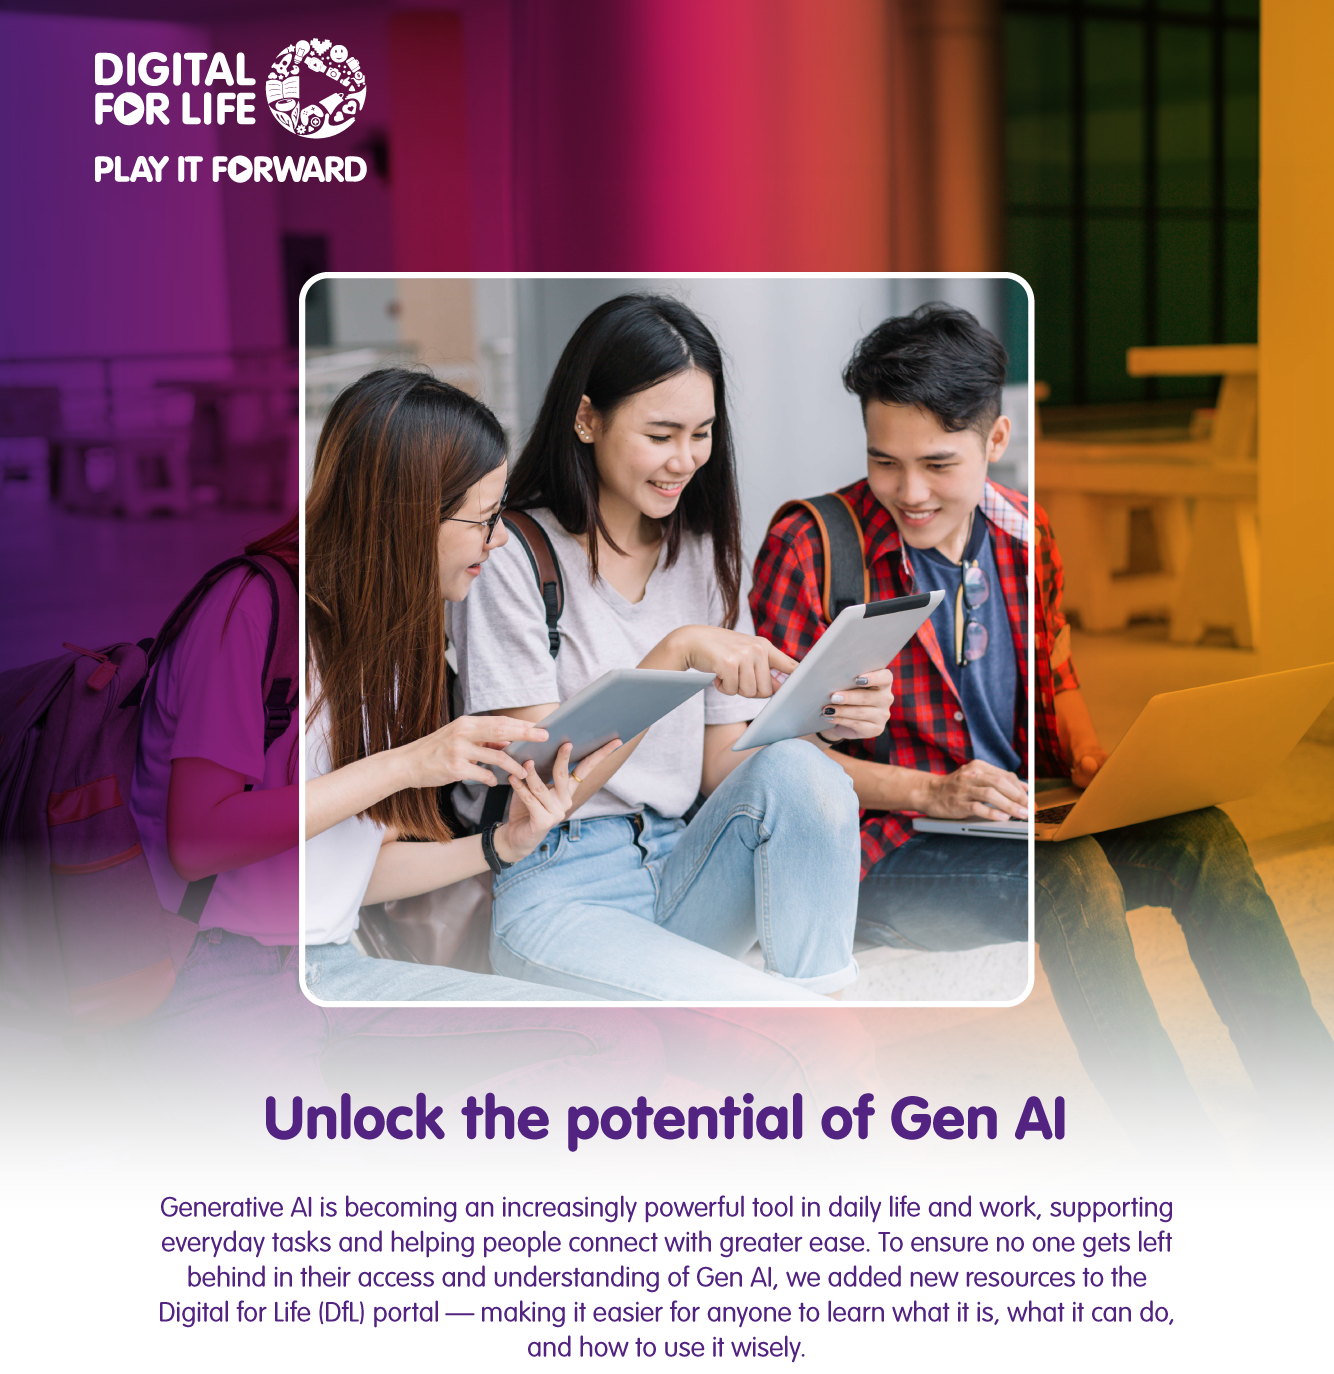 DIGITAL
FOR LIFE
PLAY IT FORWARD
Unlock the potential of Gen AI
Generative AI is becoming an increasingly powerful tool in daily life and work, supporting
everyday tasks and helping people connect with greater ease. To ensure no one gets left
behind in their access and understanding of Gen AI, we added new resources to the
Digital for Life (DfL) portal — making it easier for anyone to learn what it is, what it can do,
and how to use it wisely.